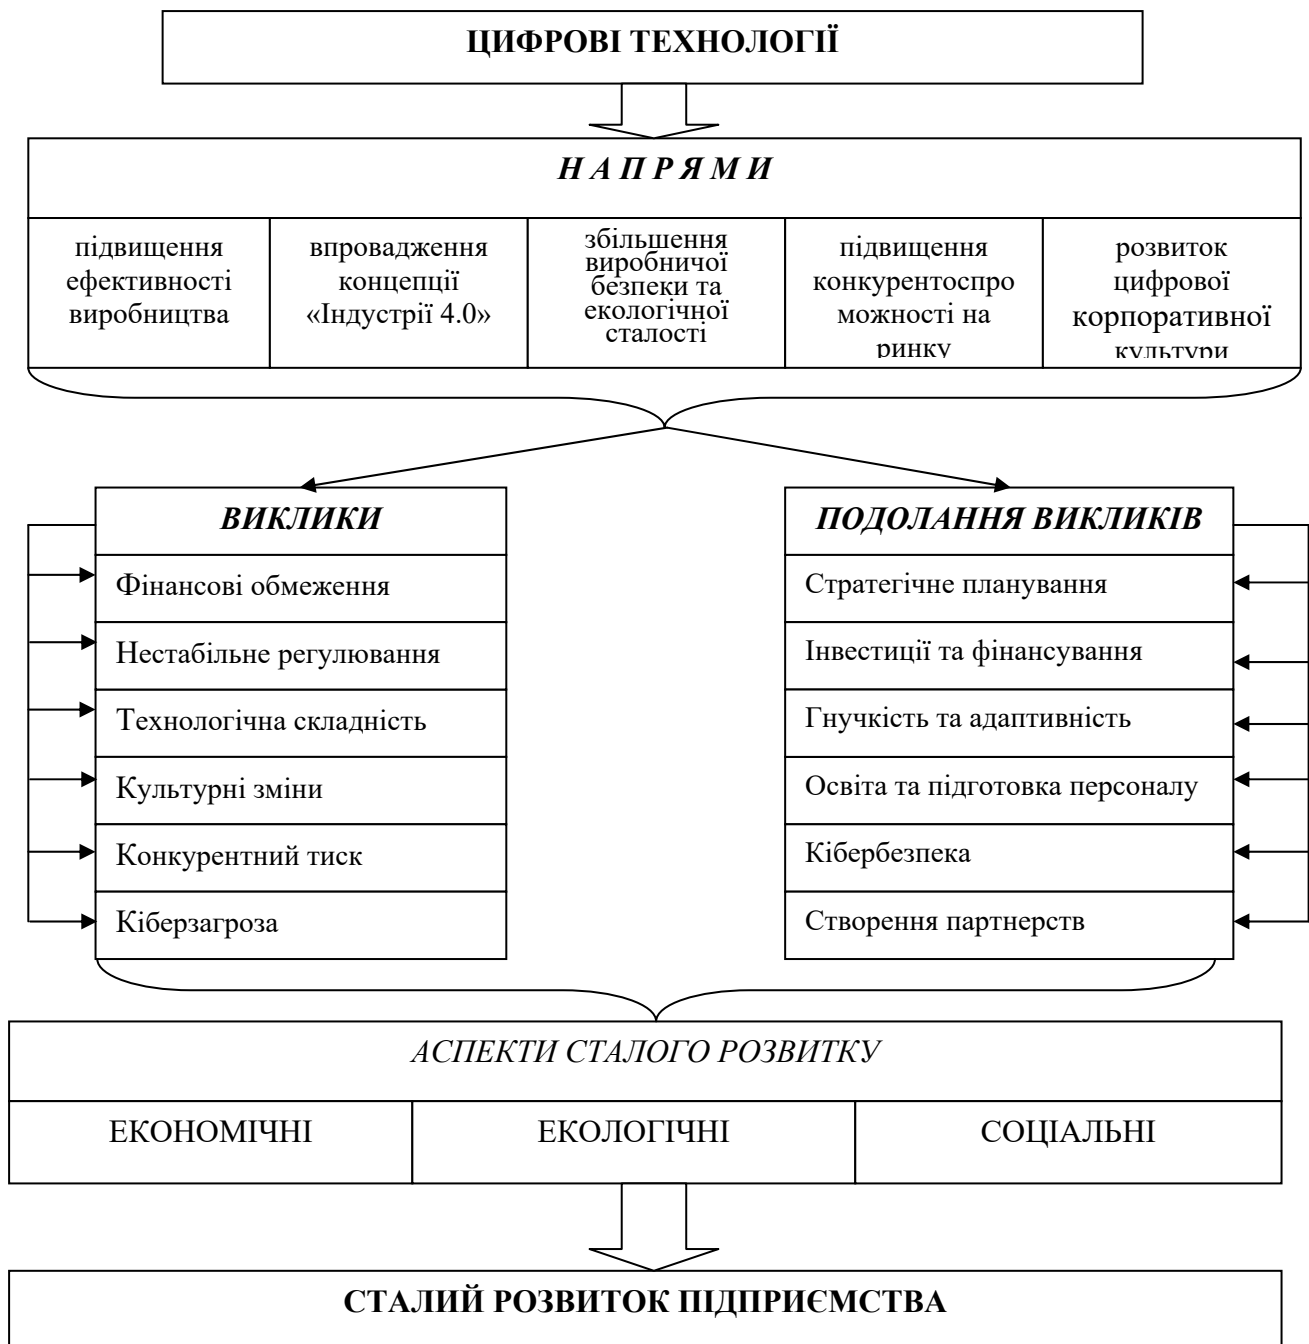 ЦИФРОВІ ТЕХНОЛОГІЇ
Н А П Р Я М И
підвищення
ефективності
виробництва
впровадження
концепції
«Індустрії 4.0»
збільшення
виробничої
безпеки та
екологічної
сталості
підвищення
конкурентоспро
можності на
ринку
розвиток
цифрової
корпоративної
культури
ВИКЛИКИ
Фінансові обмеження
Нестабільне регулювання
Технологічна складність
Культурні зміни
Конкурентний тиск
Кіберзагроза
ПОДОЛАННЯ ВИКЛИКІВ
Стратегічне планування
Інвестиції та фінансування
Гнучкість та адаптивність
Освіта та підготовка персоналу
Кібербезпека
Створення партнерств
АСПЕКТИ СТАЛОГО РОЗВИТКУ
ЕКОНОМІЧНІ
ЕКОЛОГІЧНІ
СОЦІАЛЬНІ
СТАЛИЙ РОЗВИТОК ПІДПРИЄМСТВА